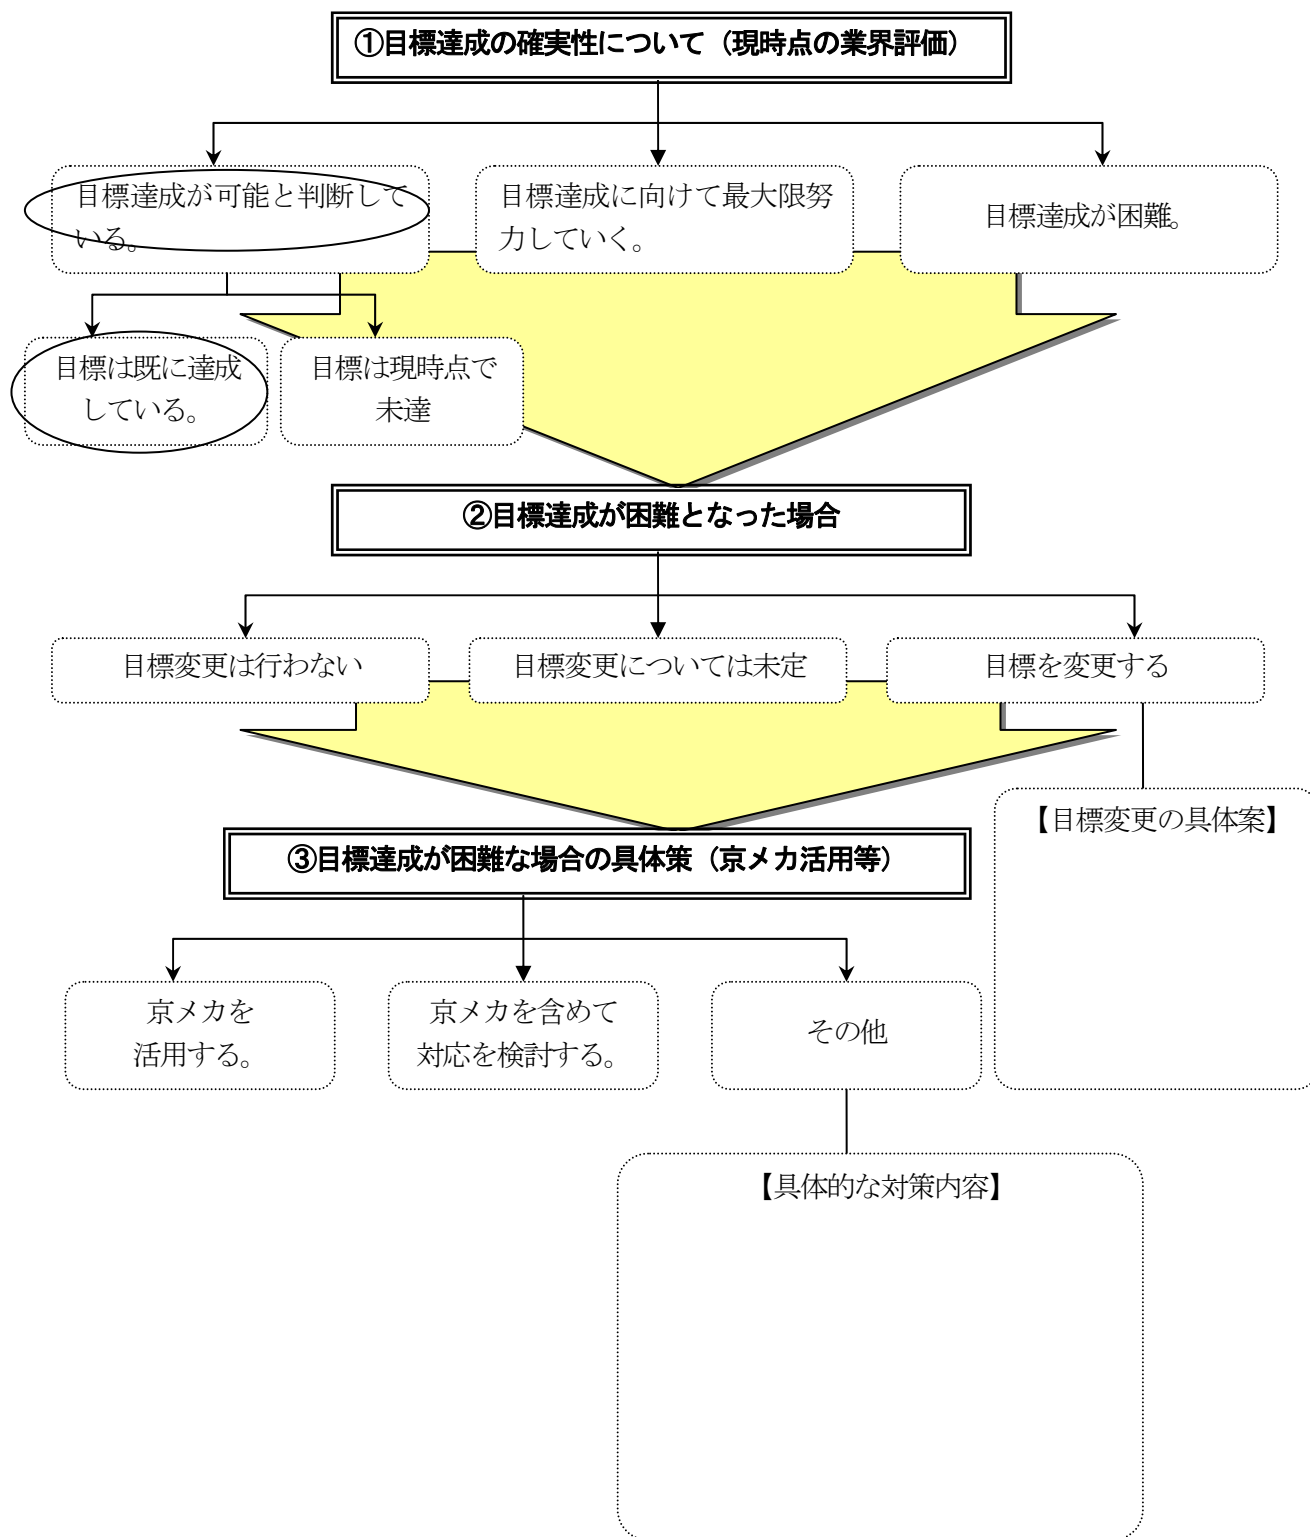 ①目標達成の確実性について（現時点の業界評価）
目標達成が可能と判断して
いる。
目標達成に向けて最大限努
力していく。
目標達成が困難。
目標は既に達成
している。
目標は現時点で
未達
②目標達成が困難となった場合
目標変更は行わない
目標変更については未定
目標を変更する
【目標変更の具体案】
③目標達成が困難な場合の具体策（京メカ活用等）
京メカを
活用する。
京メカを含めて
対応を検討する。
その他
【具体的な対策内容】